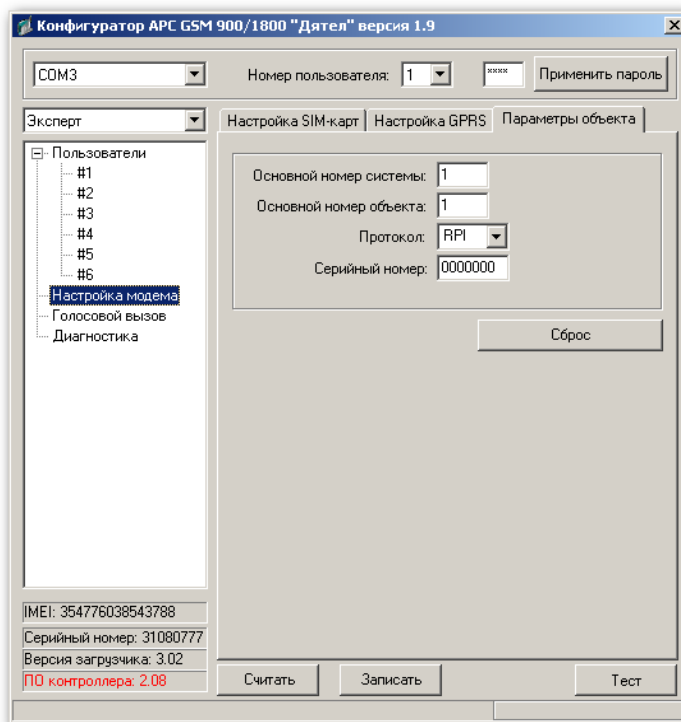 Конфигуратор АРС GSM 900/1800 "Дятел" версия 1.9
COM3 Номер пользователя: 1 **** Применить пароль
Эксперт Настройка SIM-карт Настройка GPRS Параметры объекта
Пользователи
#1
#2
#3
#4
#5
#6
Настройка модема
Голосовой вызов
Диагностика
Основной номер системы: 1
Основной номер объекта: 1
Протокол: RPI
Серийный номер: 0000000
Сброс
IMEI: 354776038543788
Серийный номер: 31080777
Версия загрузчика: 3.02
ПО контроллера: 2.08
Считать Записать Тест